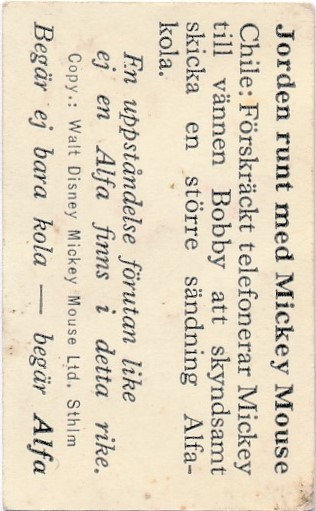 Jorden runt med Mickey Mouse
Chile: Förskräckt telefonerar Mickey
till vännen Bobby att skyndsamt
skicka en större sändning Alfa-
kola.
En uppståndelse förutan like
ej en Alfa finns i detta rike.
Copy.: Walt Disney Mickey Mouse Ltd, Sthlm
Begär ej bara kola — begär Alfa